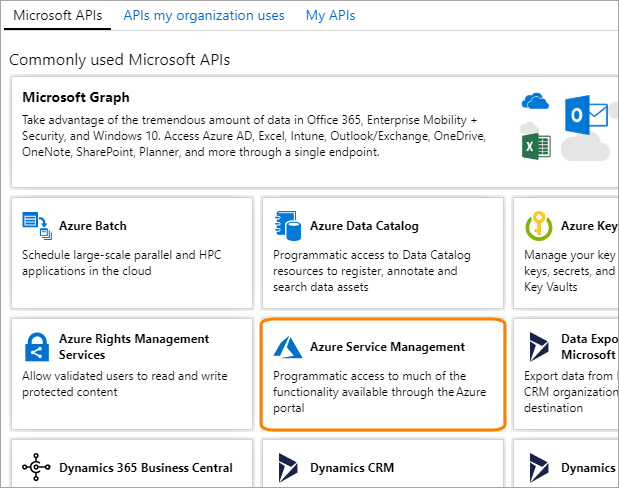 Microsoft APIs APIs my organization uses My APIs
Commonly used Microsoft APIs
Microsoft Graph
Take advantage of the tremendous amount of data in Office 365, Enterprise Mobility +
Security, and Windows 10. Access Azure AD, Excel, Intune, Outlook/Exchange, OneDrive,
OneNote, SharePoint, Planner, and more through a single endpoint.
Azure Batch
Schedule large-scale parallel and HPC
applications in the cloud
Azure Data Catalog
Programmatic access to Data Catalog
resources to register, annotate and
search data assets
Azure Key
Manage your key
keys, secrets, and
Key Vaults
Azure Rights Management
Services
Allow validated users to read and write
protected content
Azure Service Management
Programmatic access to much of the
functionality available through the Azure
portal
Data Expo
Microsoft
Export data from
CRM organization
destination
Dynamics 365 Business Central
Dynamics CRM
Dynamics